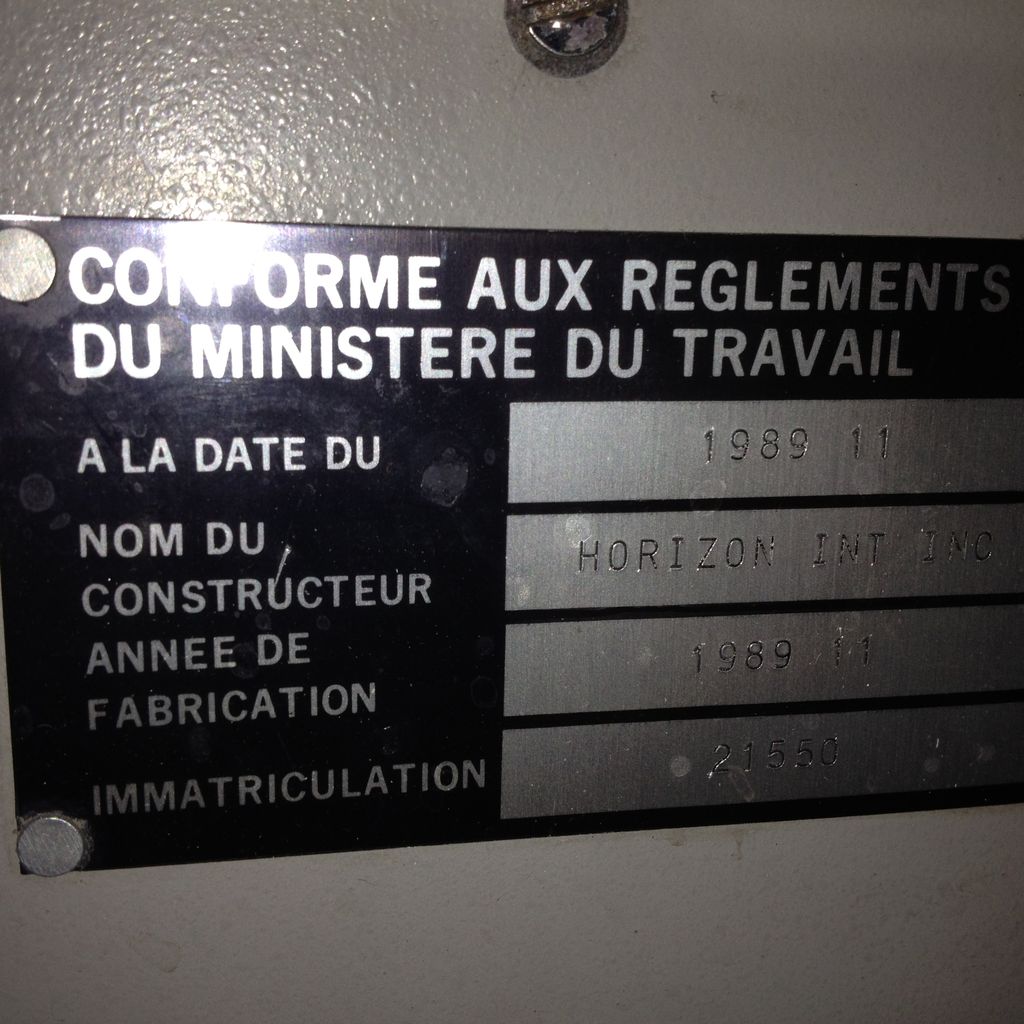 CONFORME AUX REGLEMENTS
DU MINISTERE DU TRAVAIL
A LA DATE DU 1989 11
NOM DU
CONSTRUCTEUR HORIZON INT INC
ANNEE DE
FABRICATION 1989 11
IMMATRICULATION 21550